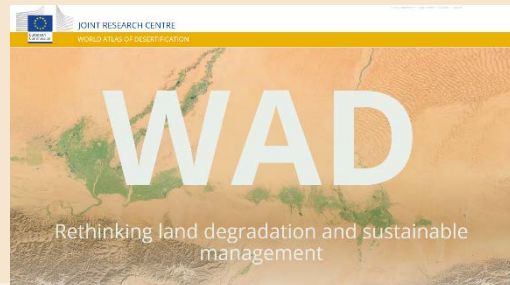 JOINT RESEARCH CENTRE
WORLD ATLAS OF DESERTIFICATION
WAD
Rethinking land degradation and sustainable
management